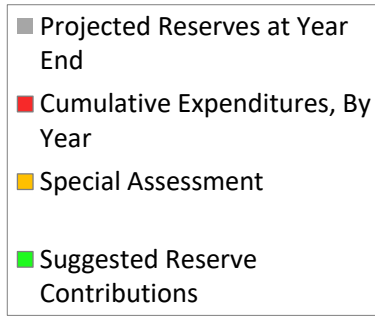 Projected Reserves at Year
End
Cumulative Expenditures, By
Year
Special Assessment
Suggested Reserve
Contributions